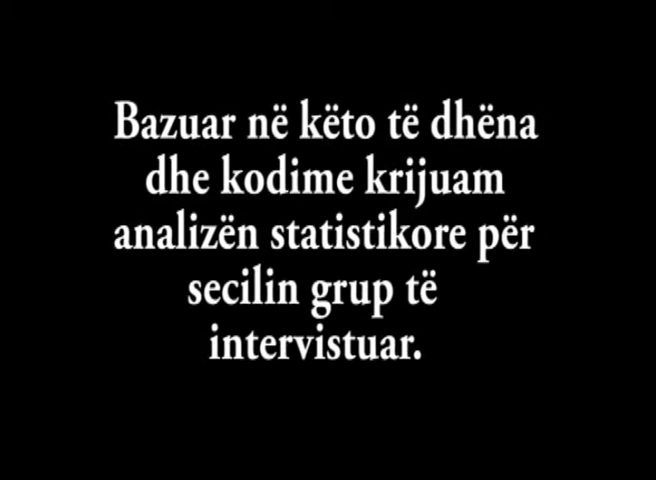 Bazuar në këto të dhëna
dhe kodime krijuam
analizën statistikore për
secilin grup të
intervistuar.